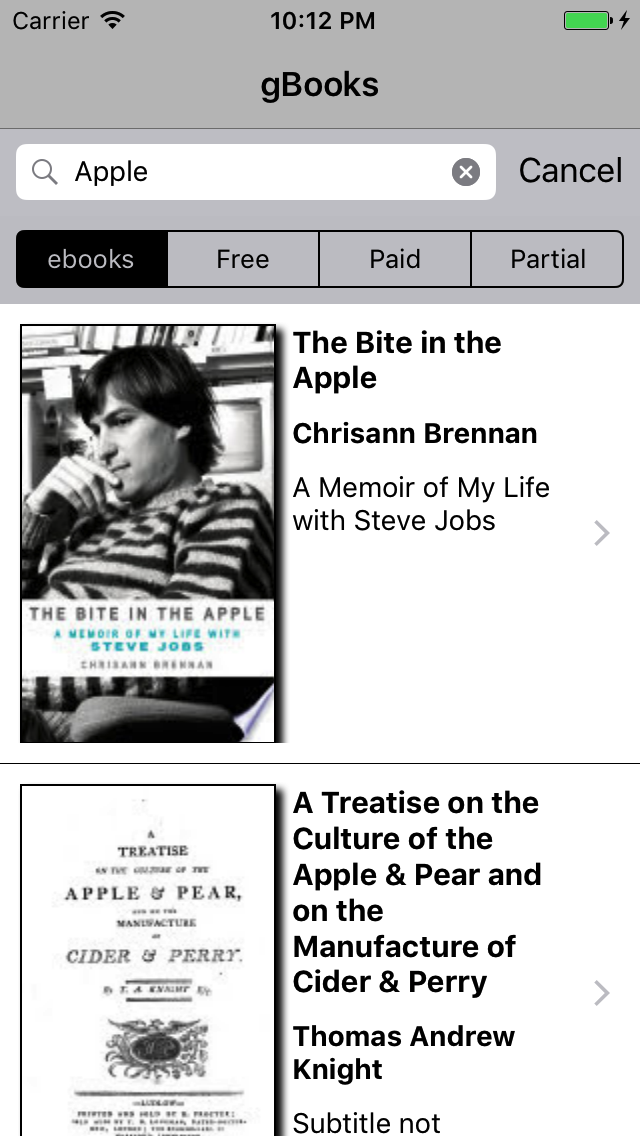 Carrier 10:12 PM
gBooks
Apple Cancel
ebooks Free Paid Partial
The Bite in the
Apple
Chrisann Brennan
A Memoir of My Life
with Steve Jobs
THE BITE IN THE APPLE
A MEMOIR OF MY LIFE WITH
STEVE JOBS
CHRISANN BRENNAN
A Treatise on the
Culture of the
Apple & Pear and
on the
Manufacture of
Cider & Perry
Thomas Andrew
Knight
Subtitle not
A
TREATISE
ON THE CULTURE OF THE
APPLE & PEAR,
AND ON THE
MANUFACTURE
OF
CIDER & PERRY.
By T. A. KNIGHT Esq.
LUDLOW
PRINTED AND SOLD BY H. PROCTER;